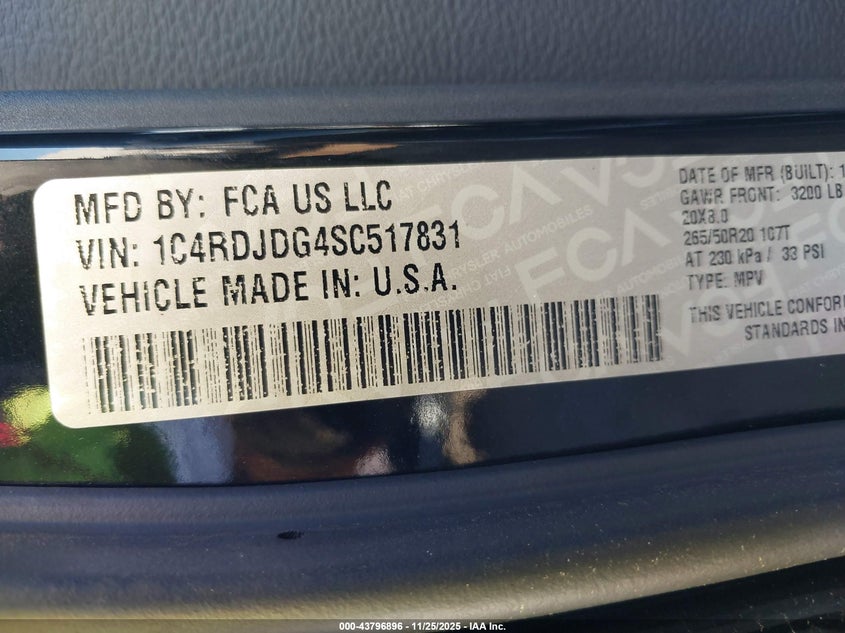 MFD BY: FCA US LLC
VIN: 1C4RDJDG4SC517831
VEHICLE MADE IN: U.S.A.
DATE OF MFR (BUILT): 1
GAWR FRONT: 3200 LB
20X8.0
265/50R20 107T
AT 230 kPa / 33 PSI
TYPE: MPV
THIS VEHICLE CONFOR
STANDARDS IN
FCA
000-43796896 - 11/25/2025 - IAA Inc.